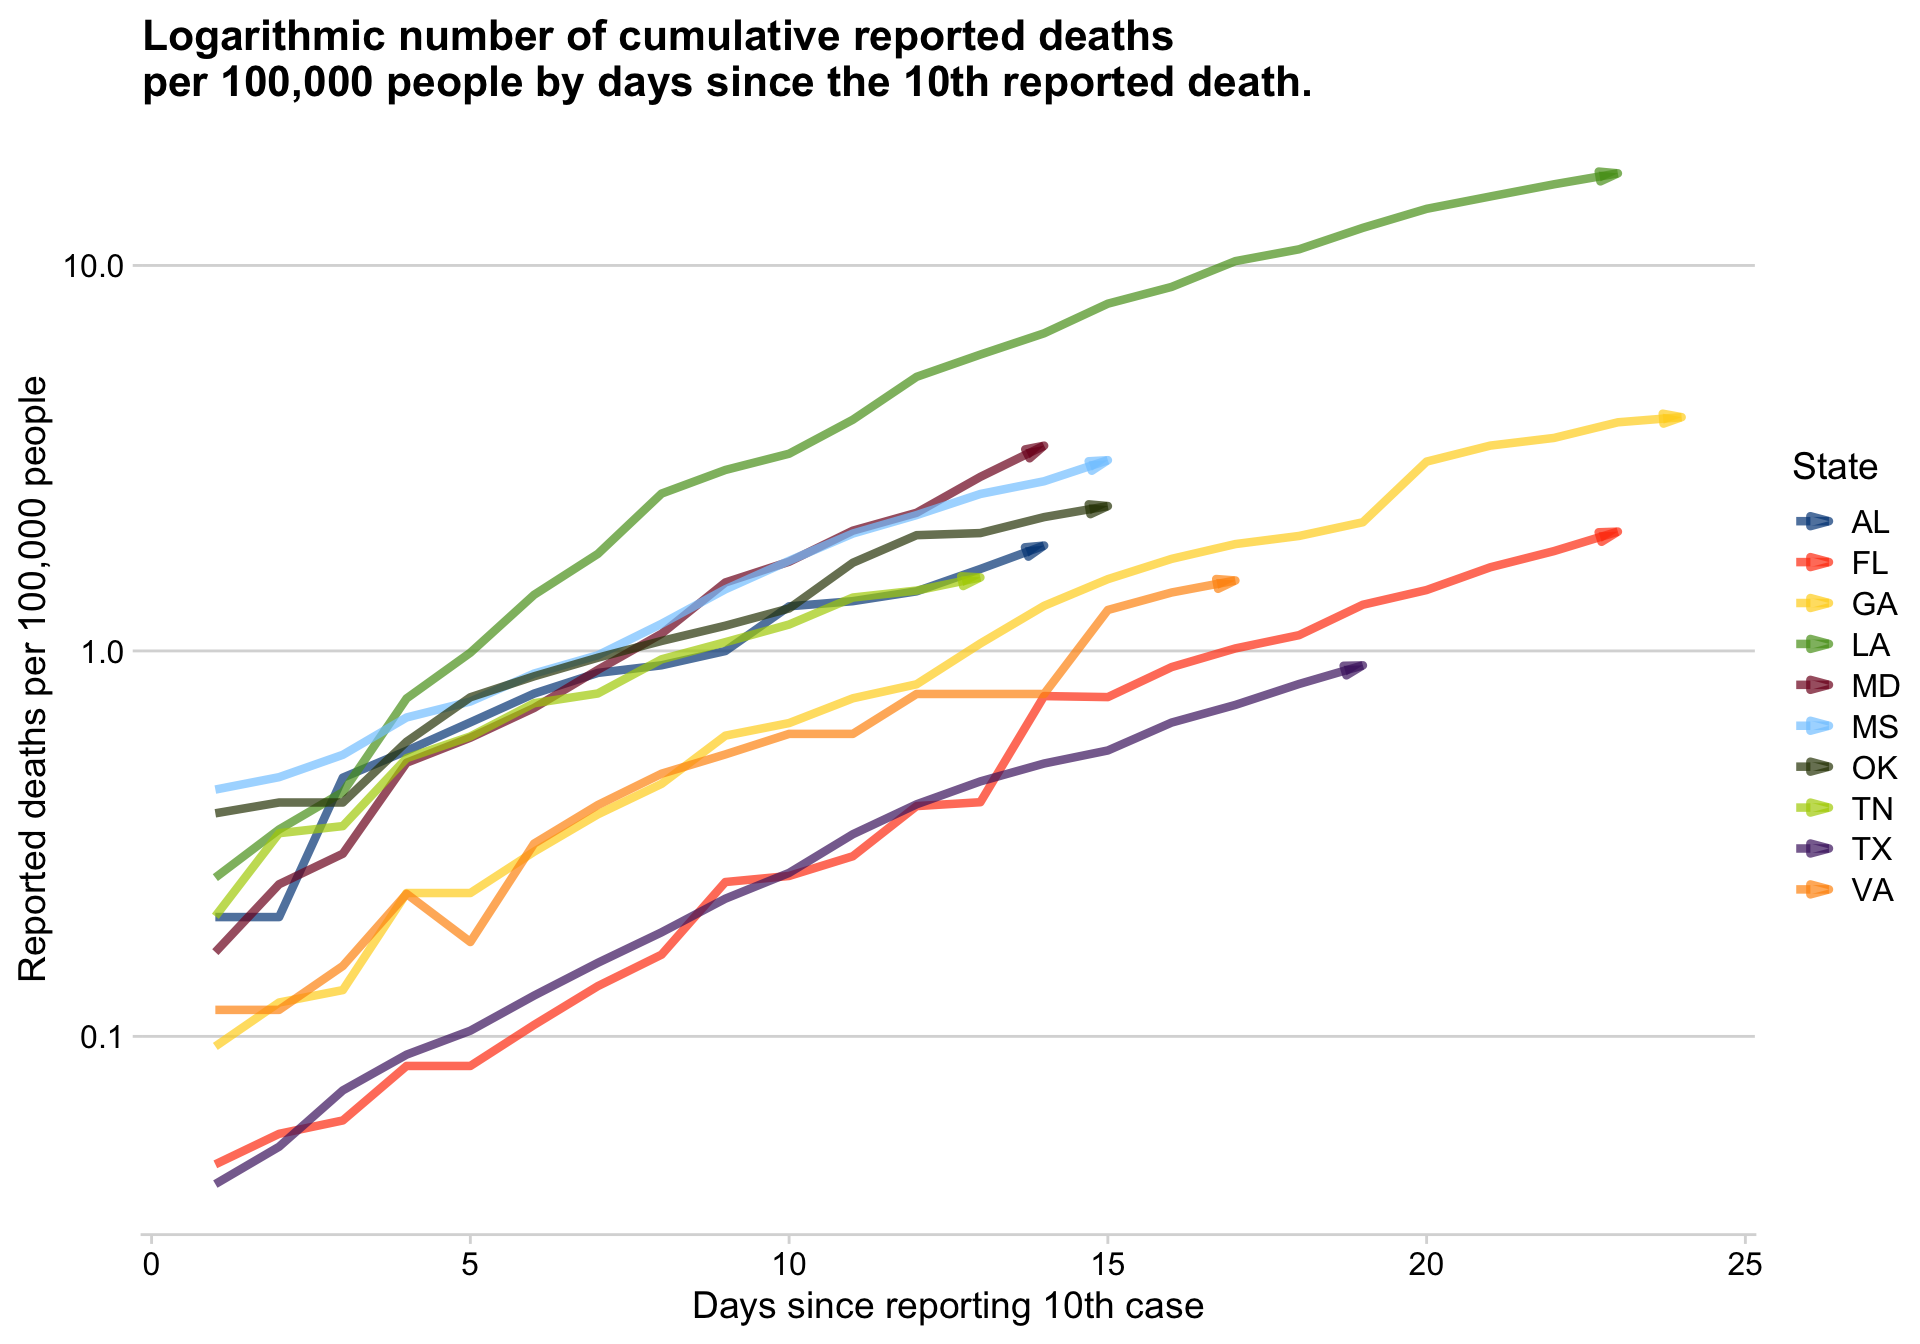 Logarithmic number of cumulative reported deaths
per 100,000 people by days since the 10th reported death.
Reported deaths per 100,000 people
10.0
1.0
0.1
0
5
10
15
20
25
Days since reporting 10th case
State
AL
FL
GA
LA
MD
MS
OK
TN
TX
VA